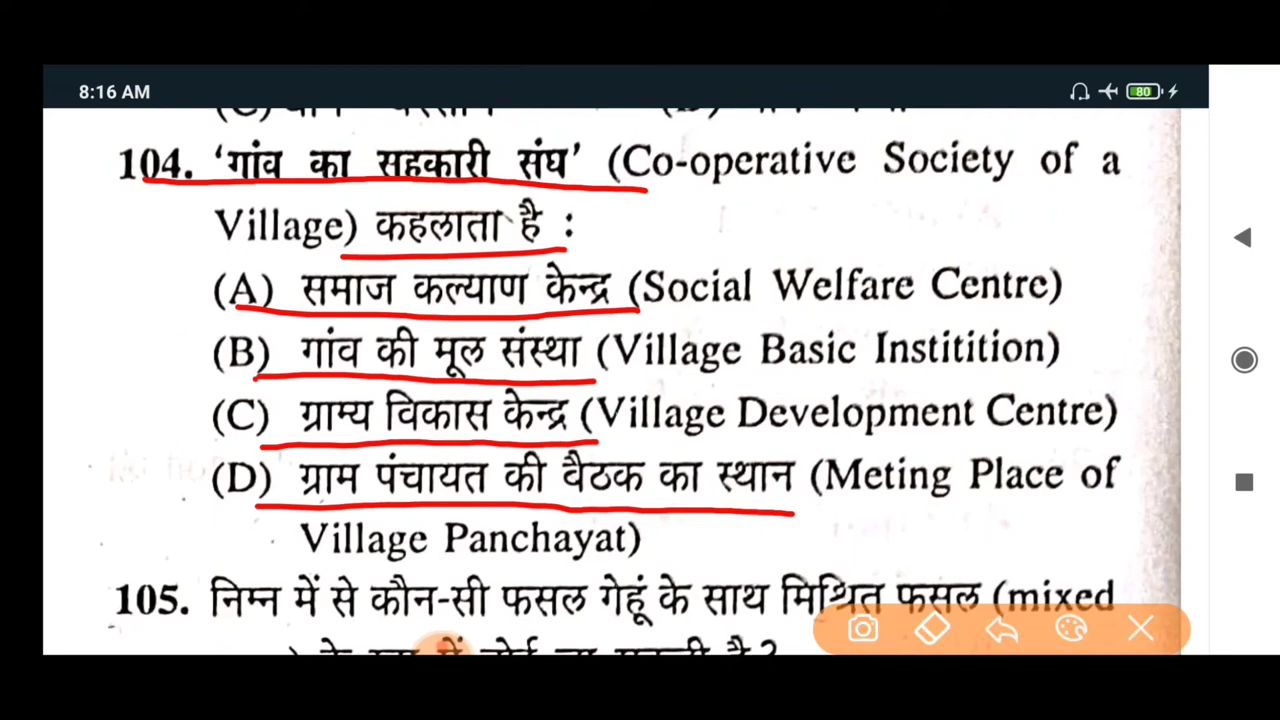 8:16 AM
80
104. 'गांव का सहकारी संघ' (Co-operative Society of a
Village) कहलाता है :
(A) समाज कल्याण केन्द्र (Social Welfare Centre)
(B) गांव की मूल संस्था (Village Basic Institition)
(C) ग्राम्य विकास केन्द्र (Village Development Centre)
(D) ग्राम पंचायत की बैठक का स्थान (Meting Place of
Village Panchayat)
105. निम्न में से कौन-सी फसल गेहूं के साथ मिश्रित फसल (mixed